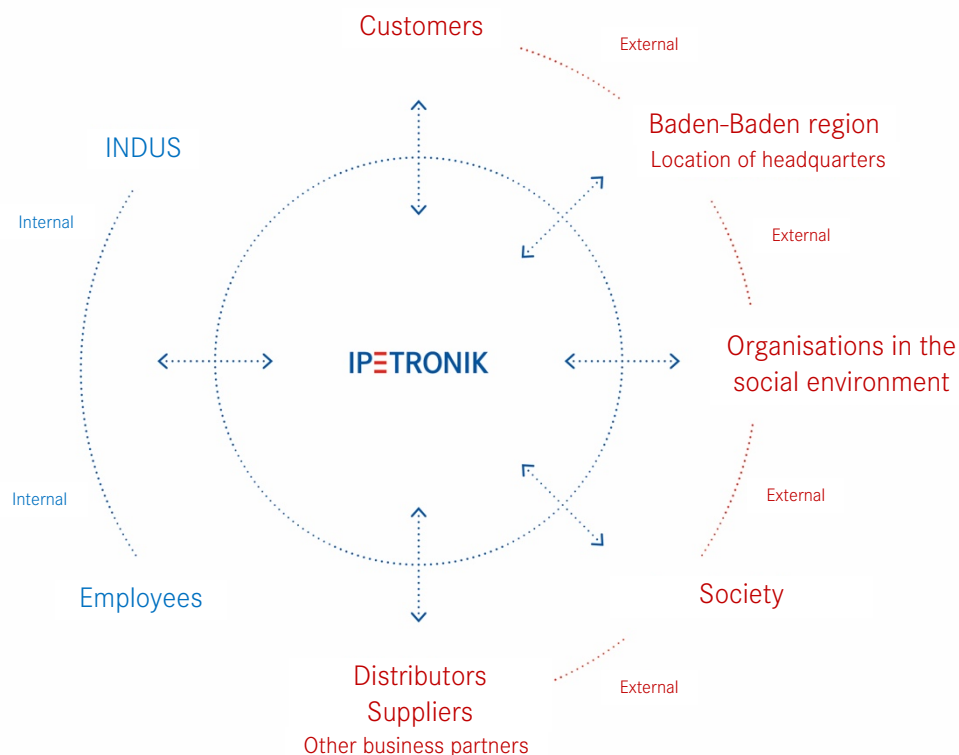 Customers
External
Baden-Baden region
Location of headquarters
INDUS
Internal
External
IPETRONIK
Organisations in the
social environment
Internal
External
Employees
Society
Distributors
Suppliers
Other business partners
External